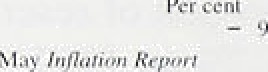 Per cent
– 9
May Inflation Report